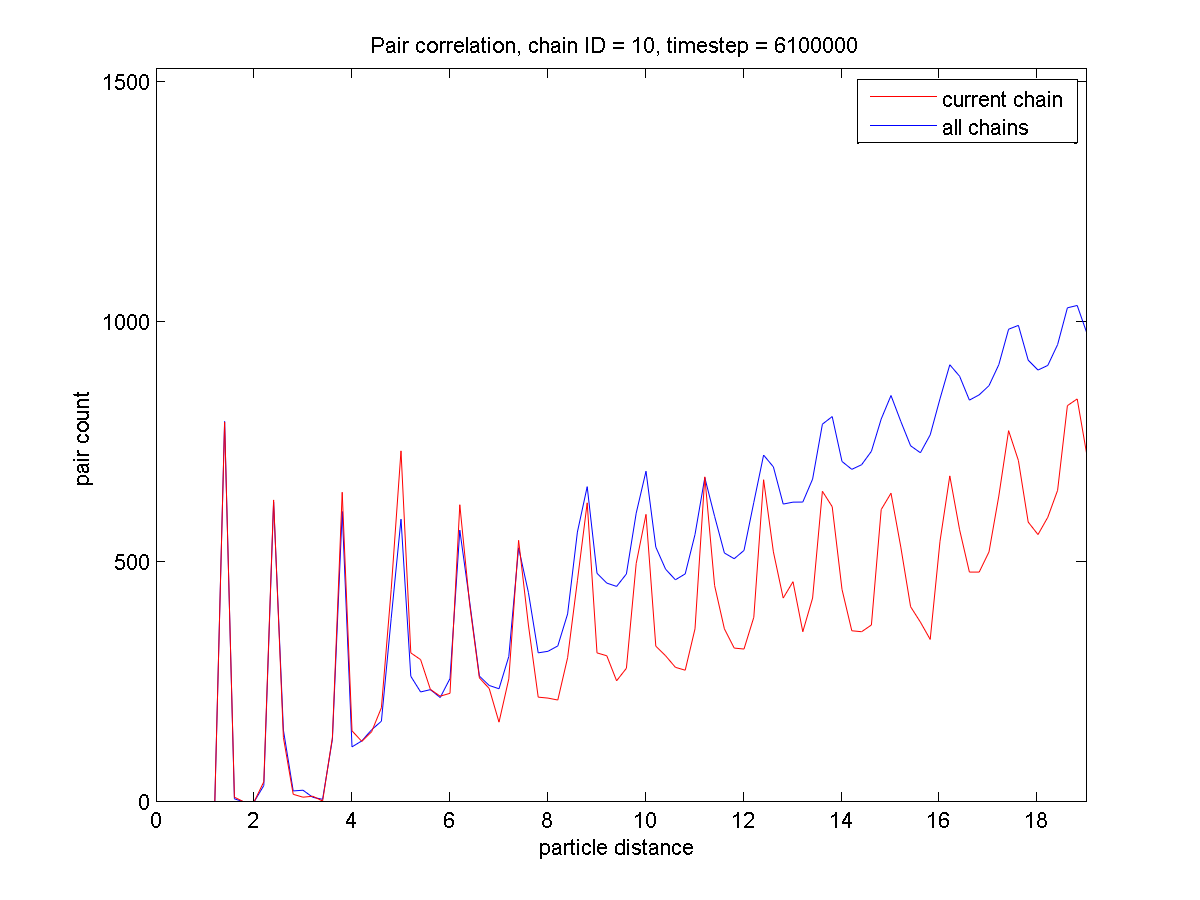 Pair correlation, chain ID = 10, timestep = 6100000
current chain
all chains
1500
1000
500
0
pair count
0 2 4 6 8 10 12 14 16 18
particle distance